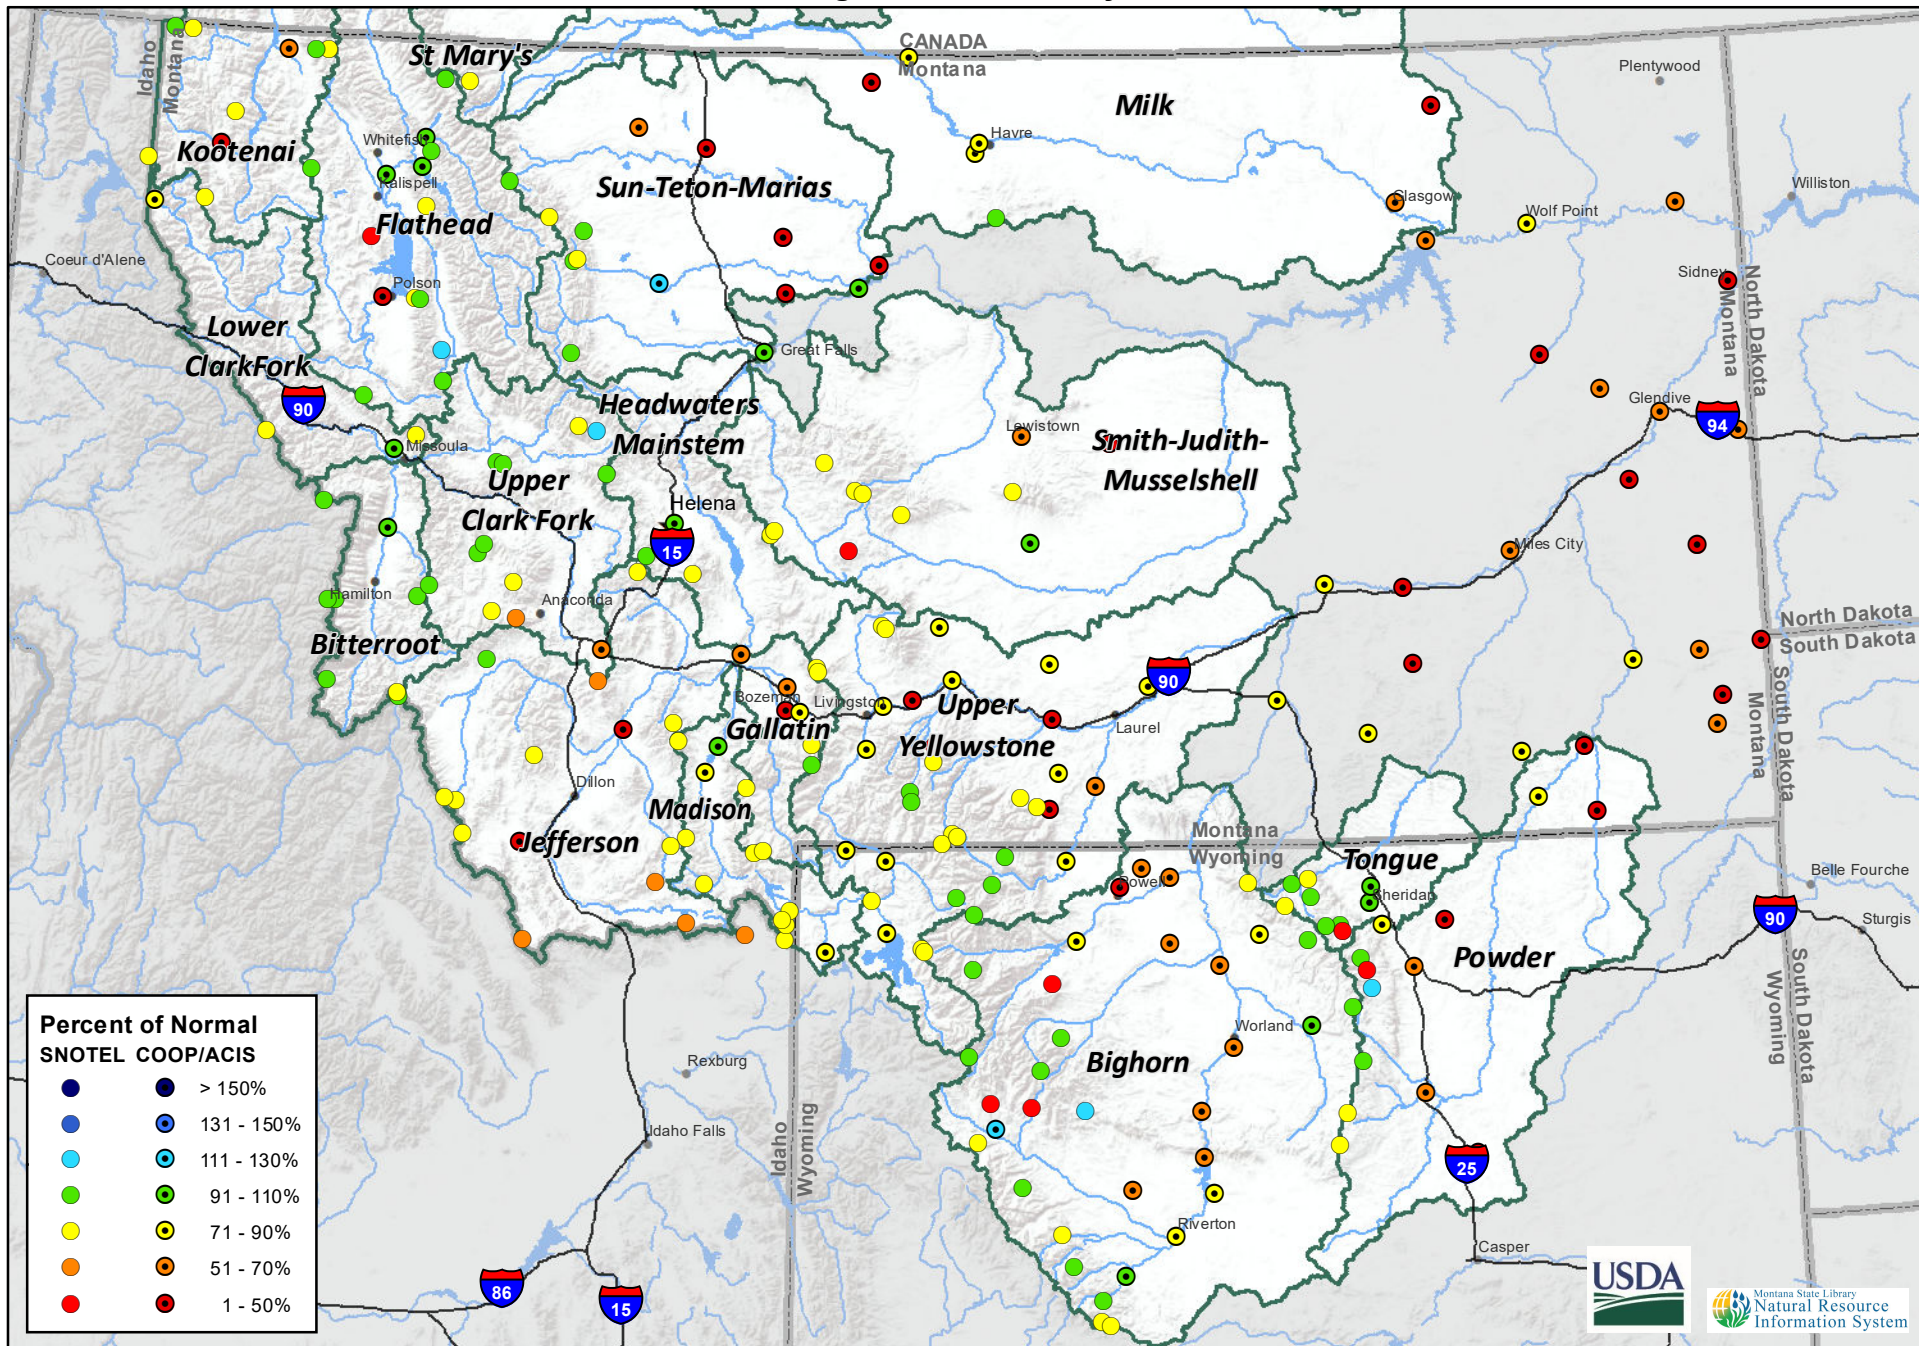 CANADA
Montana
Idaho
Montana
St Mary's
Milk
Plentywood
Havre
Whitefish
Kootenai
Kalispell
Sun-Teton-Marias
Glasgow
Williston
Wolf Point
Flathead
Coeur d'Alene
Polson
Sidney
North Dakota
Montana
Lower
ClarkFork
Great Falls
90
Headwaters
Mainstem
Lewistown
Smith-Judith-
Musselshell
Glendive
94
Missoula
Upper
Clark Fork
Helena
15
Miles City
Hamilton
Anaconda
Bitterroot
North Dakota
South Dakota
90
Bozeman
Livingston
Upper
Yellowstone
Gallatin
Laurel
Montana
South Dakota
Dillon
Madison
Jefferson
Montana
Wyoming
Tongue
Powell
Sheridan
Belle Fourche
90
Sturgis
Powder
South Dakota
Wyoming
Percent of Normal
SNOTEL COOP/ACIS
> 150%
131 - 150%
111 - 130%
91 - 110%
71 - 90%
51 - 70%
1 - 50%
Rexburg
Worland
Bighorn
Idaho Falls
Idaho
Wyoming
25
Riverton
Casper
86
15
USDA
Montana State Library
Natural Resource
Information System